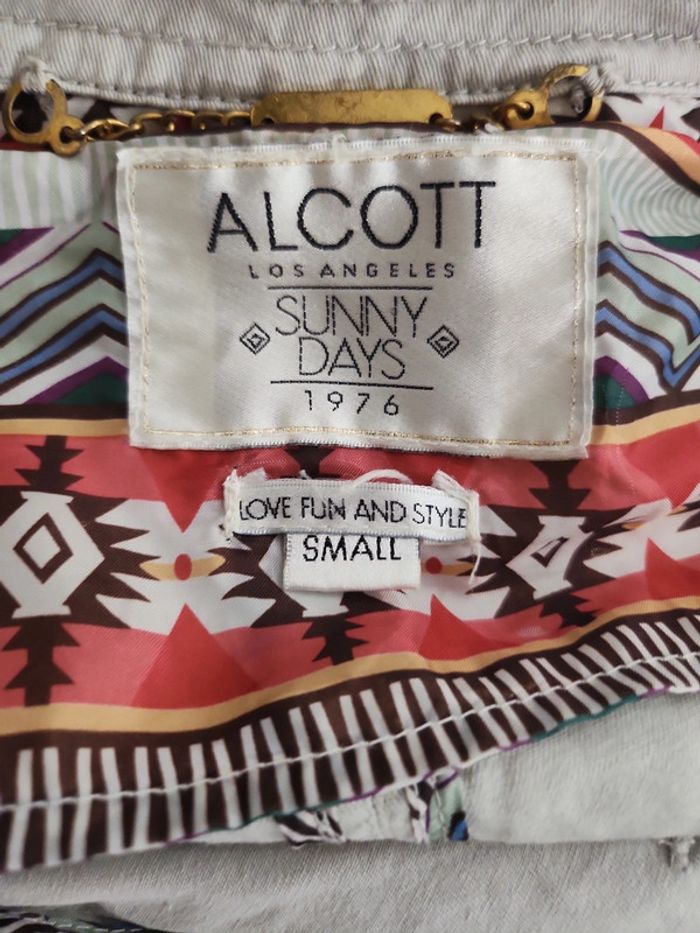 ALCOTT
LOS ANGELES
SUNNY
DAYS
1976
LOVE FUN AND STYLE
SMALL